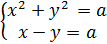 x² + y² = a
x − y = a